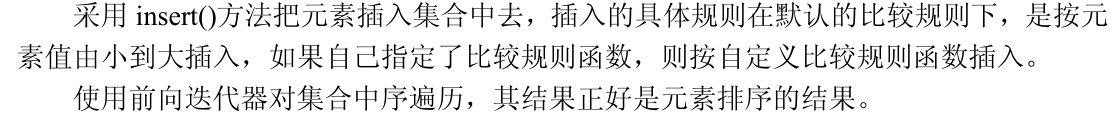 采用 insert()方法把元素插入集合中去，插入的具体规则在默认的比较规则下，是按元
素值由小到大插入，如果自己指定了比较规则函数，则按自定义比较规则函数插入。
使用前向迭代器对集合中序遍历，其结果正好是元素排序的结果。